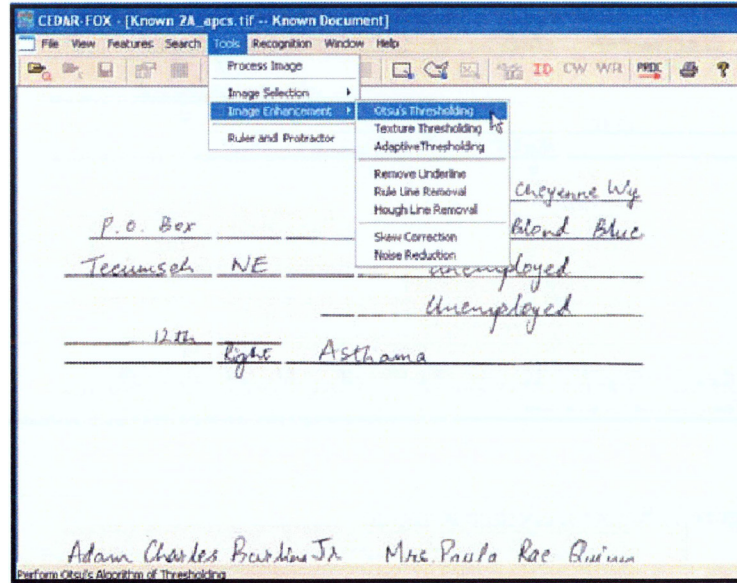 CEDAR-FOX - [Known 2A_apcs.tif -- Known Document]
File View Features Search Tools Recognition Window Help
ID CW WR
Process Image
Image Selection
Image Enhancement
Ruler and Protractor
Otsu's Thresholding
Texture Thresholding
Adaptive Thresholding
Remove Underline
Rule Line Removal
Hough Line Removal
Skew Correction
Noise Reduction
Cheyenne Wy
P.O. Box Blond Blue
Tecumseh NE Unemployed
Unemployed
12th
Right Asthama
Adam Charles Jr Mrs. Paula Rae Quinn
Perform Otsu's Algorithm of Thresholding